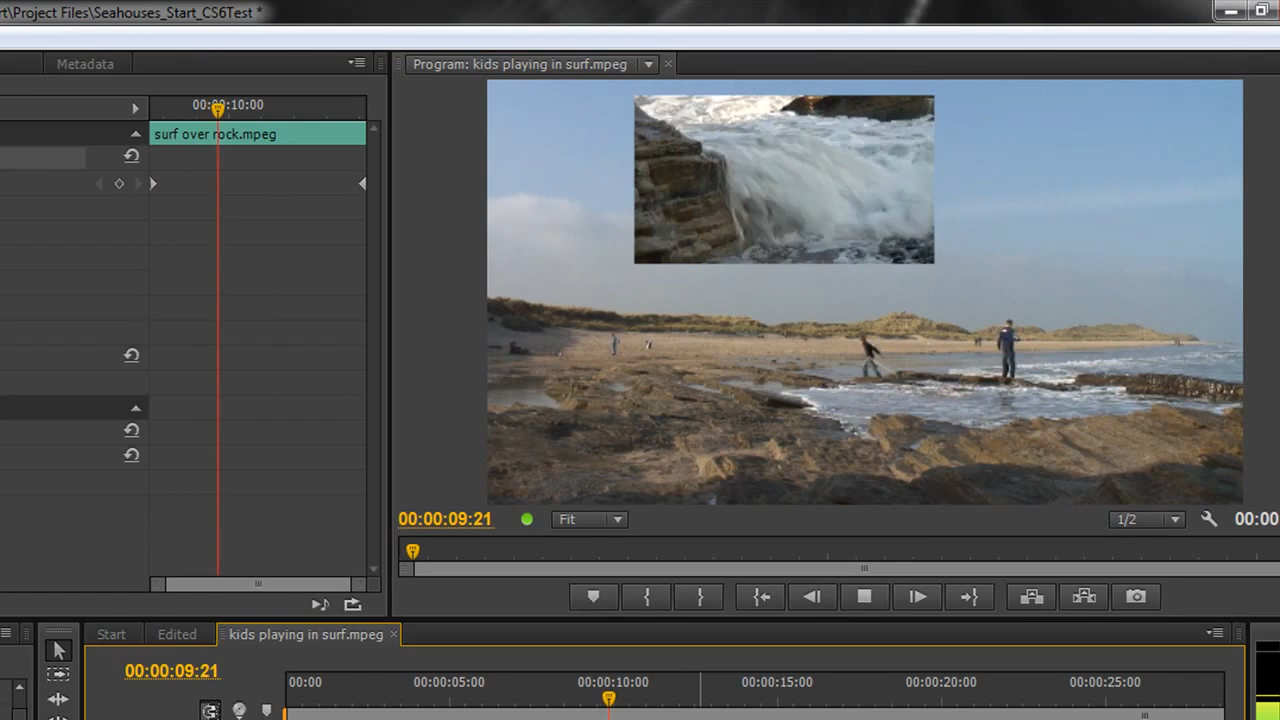 rt\Project Files\Seahouses_Start_CS6Test *
Metadata
Program: kids playing in surf.mpeg
00:00:10:00
surf over rock.mpeg
00:00:09:21
Fit
1/2
00:00
Start
Edited
kids playing in surf.mpeg
00:00:09:21
00:00
00:00:05:00
00:00:10:00
00:00:15:00
00:00:20:00
00:00:25:00